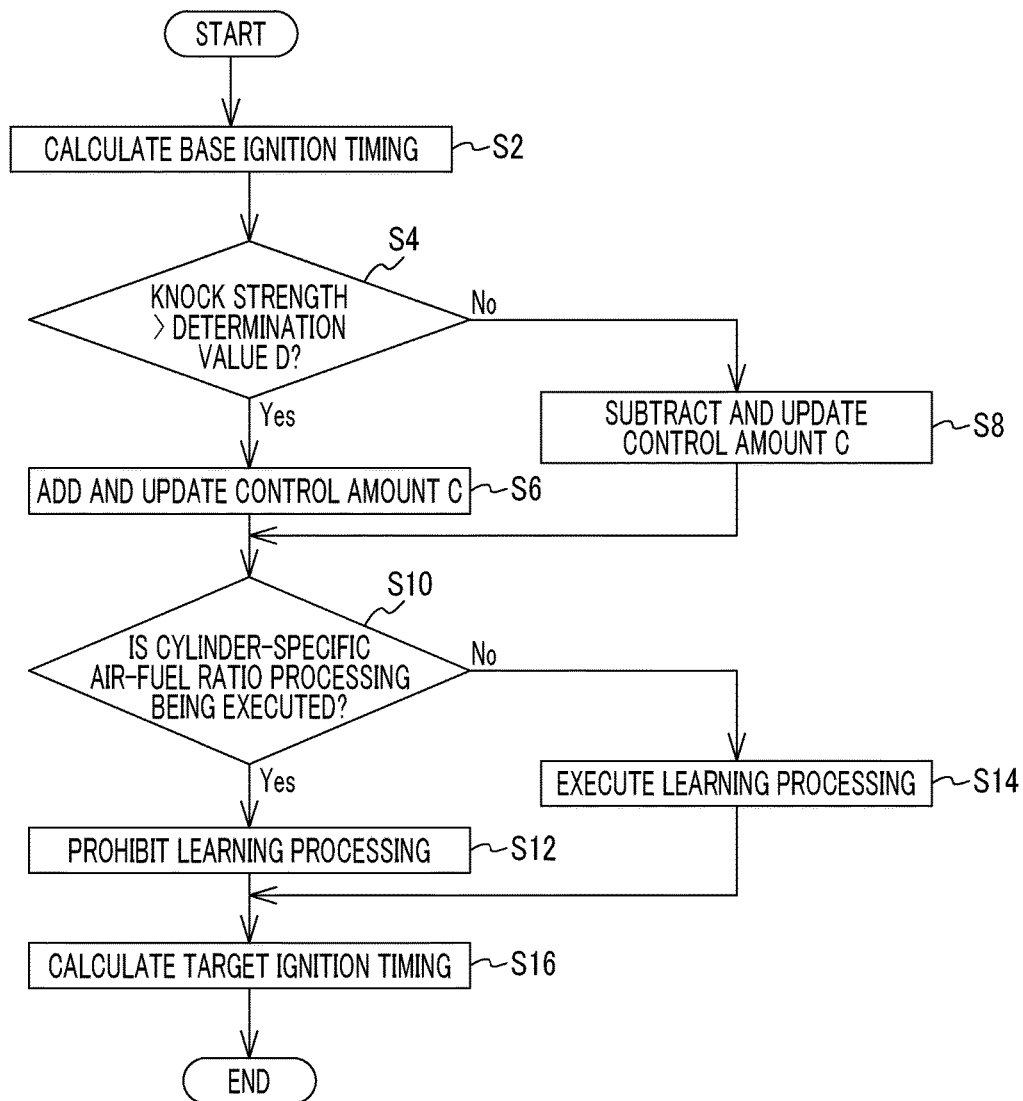 START
CALCULATE BASE IGNITION TIMING
S2
S4
KNOCK STRENGTH
> DETERMINATION
VALUE D?
No
Yes
SUBTRACT AND UPDATE
CONTROL AMOUNT C
S8
ADD AND UPDATE CONTROL AMOUNT C
S6
S10
IS CYLINDER-SPECIFIC
AIR-FUEL RATIO PROCESSING
BEING EXECUTED?
No
Yes
EXECUTE LEARNING PROCESSING
S14
PROHIBIT LEARNING PROCESSING
S12
CALCULATE TARGET IGNITION TIMING
S16
END